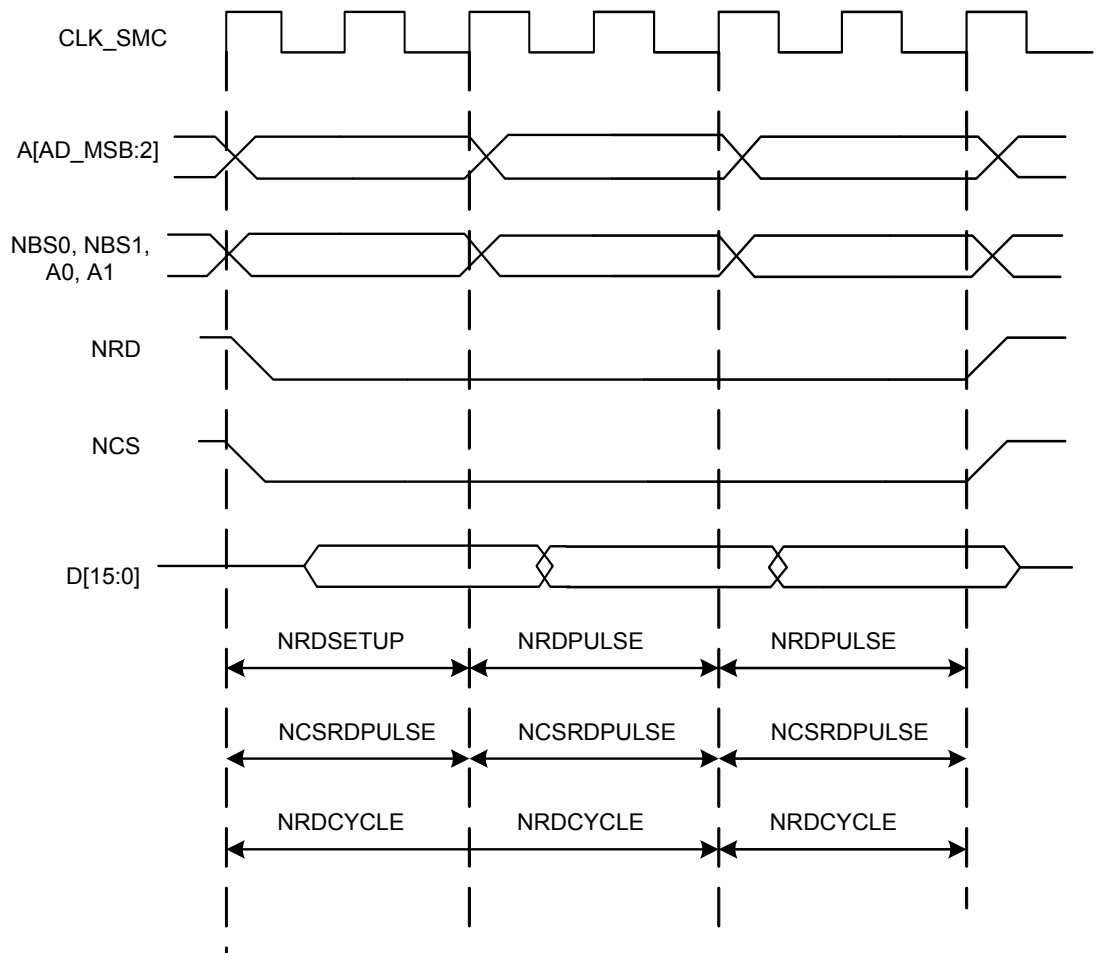 CLK_SMC
A[AD_MSB:2]
NBS0, NBS1,
A0, A1
NRD
NCS
D[15:0]
NRDSETUP NRDPULSE NRDPULSE
NCSRDPULSE NCSRDPULSE NCSRDPULSE
NRDCYCLE NRDCYCLE NRDCYCLE